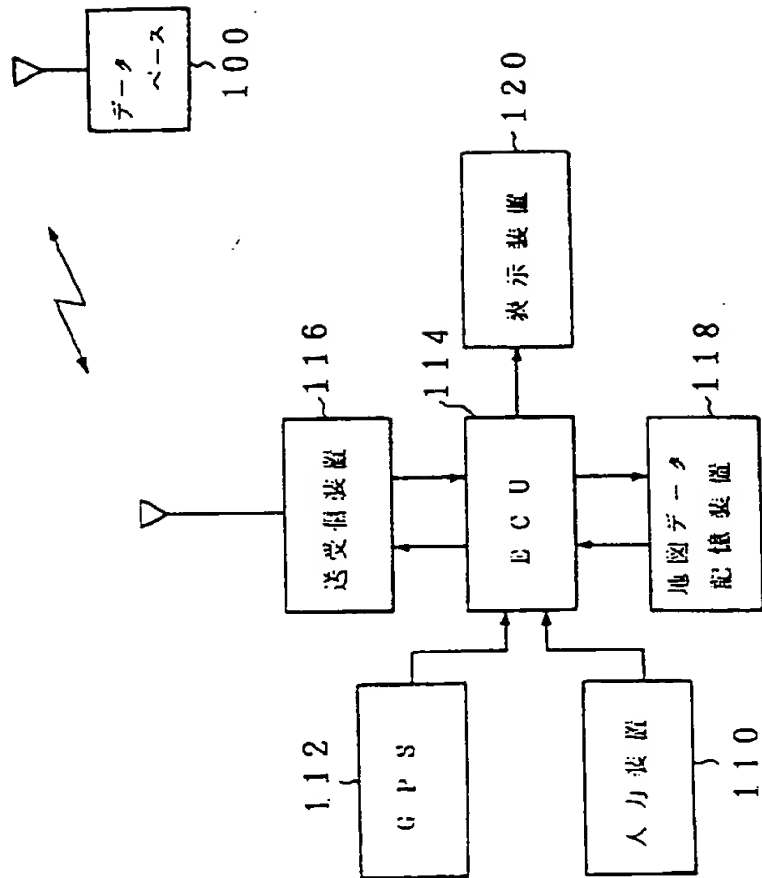 データ
ベース
100
116
送受信装置
114
ECU
120
表示装置
112
GPS
入力装置
110
地図データ
記憶装置
118